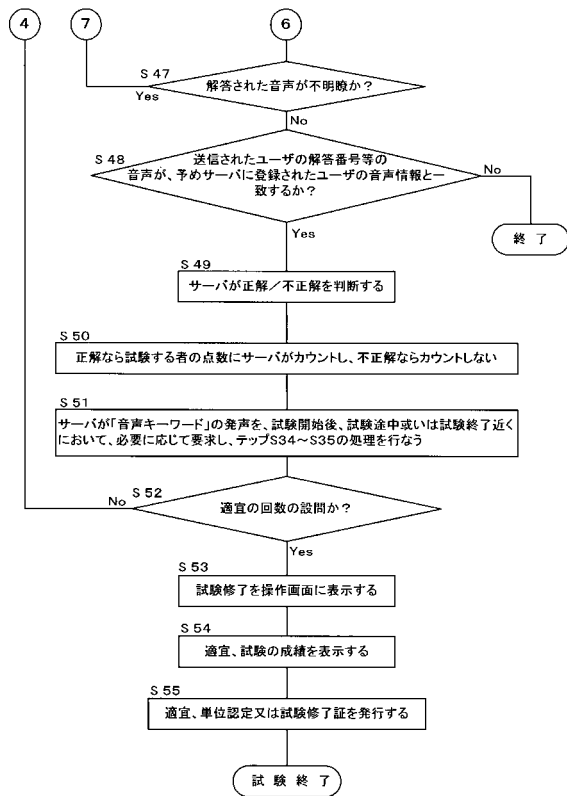 4
7
6
S 47
解答された音声が不明瞭か？
Yes
No
S 48
送信されたユーザの解答番号等の
音声が、予めサーバに登録されたユーザの音声情報と一
致するか？
No
Yes
終 了
S 49
サーバが正解／不正解を判断する
S 50
正解なら試験する者の点数にサーバがカウントし、不正解ならカウントしない
S 51
サーバが「音声キーワード」の発声を、試験開始後、試験途中或いは試験終了近く
において、必要に応じて要求し、テップS34～S35の処理を行なう
S 52
No
適宜の回数の設問か？
Yes
S 53
試験修了を操作画面に表示する
S 54
適宜、試験の成績を表示する
S 55
適宜、単位認定又は試験修了証を発行する
試 験 終 了